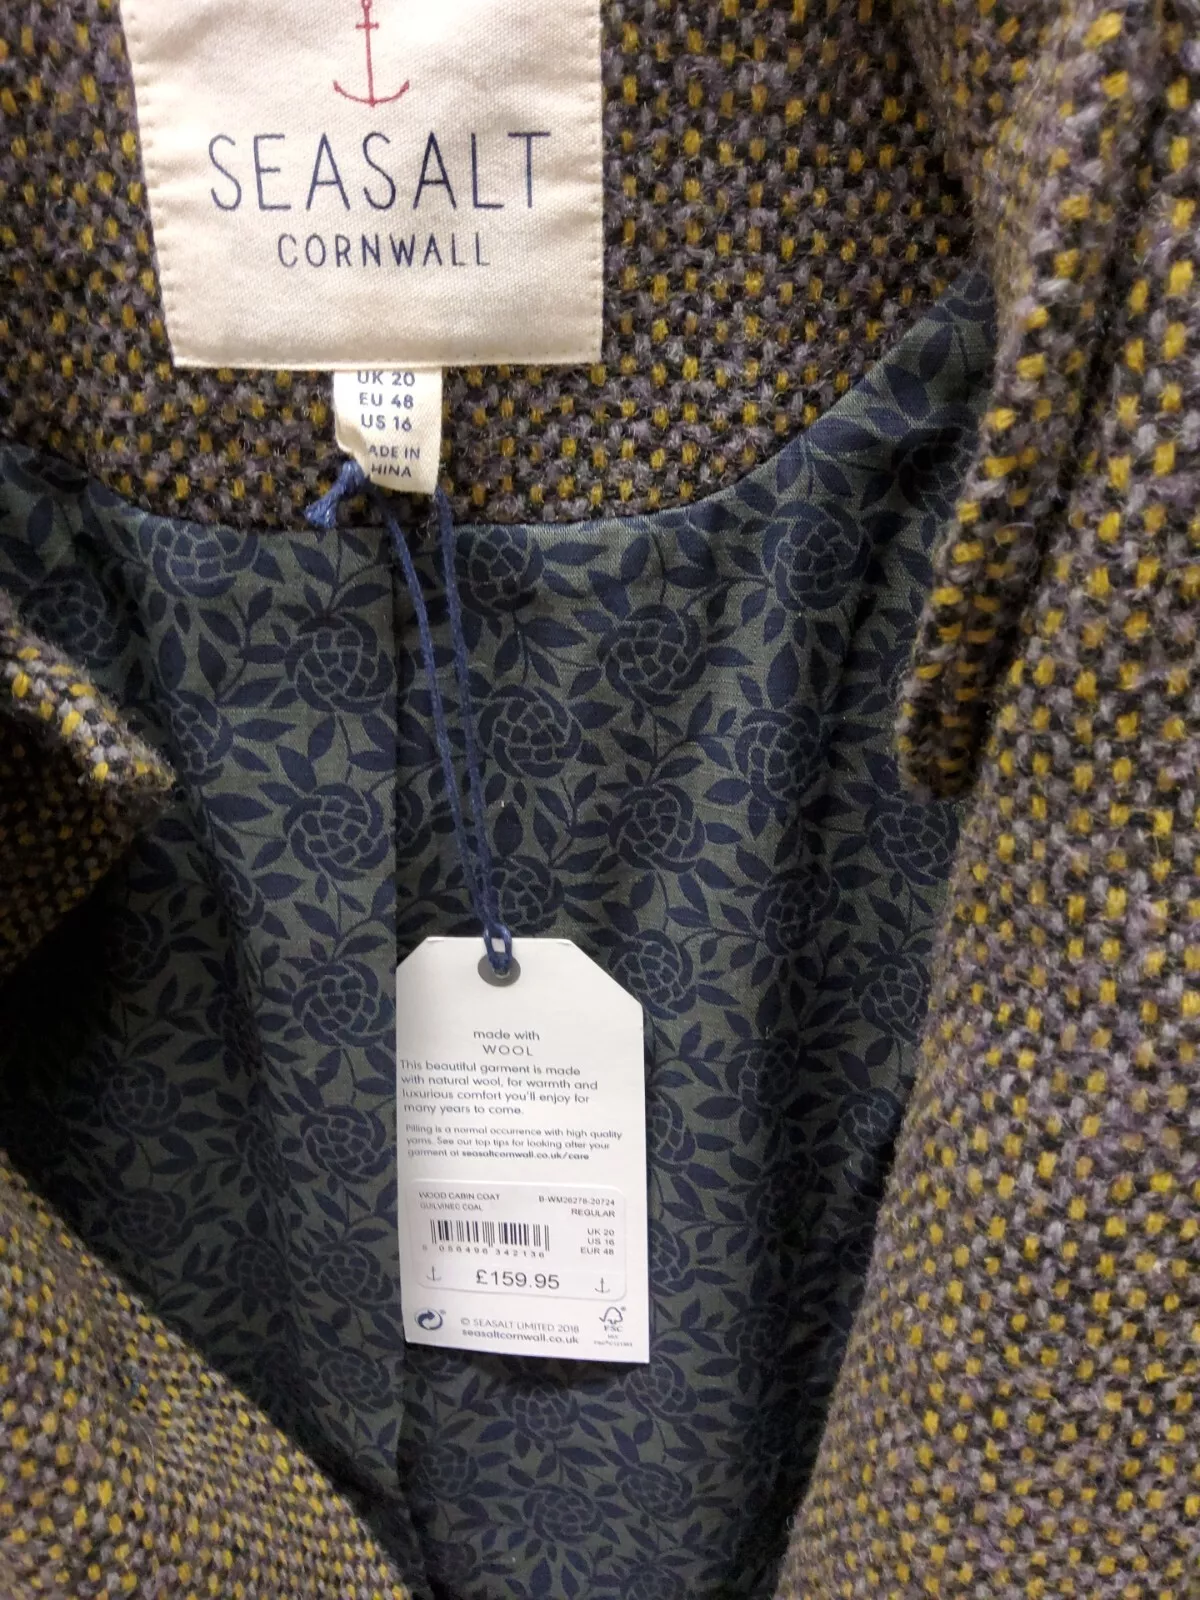 SEASALT
CORNWALL
UK 20
EU 48
US 16
ADE IN
HINA
made with
WOOL
This beautiful garment is made
with natural wool, for warmth and
luxurious comfort you'll enjoy for
many years to come.
Pilling is a normal occurrence with high quality
yarns. See our top tips for looking after your
garment at seasaltcornwall.co.uk/care
WOOD CABIN COAT B-WM26278-20724
QUILVINEC COAL REGULAR
UK 20
US 16
EUR 48
5 056496 342136
£159.95
© SEASALT LIMITED 2018
seasaltcornwall.co.uk
FSC